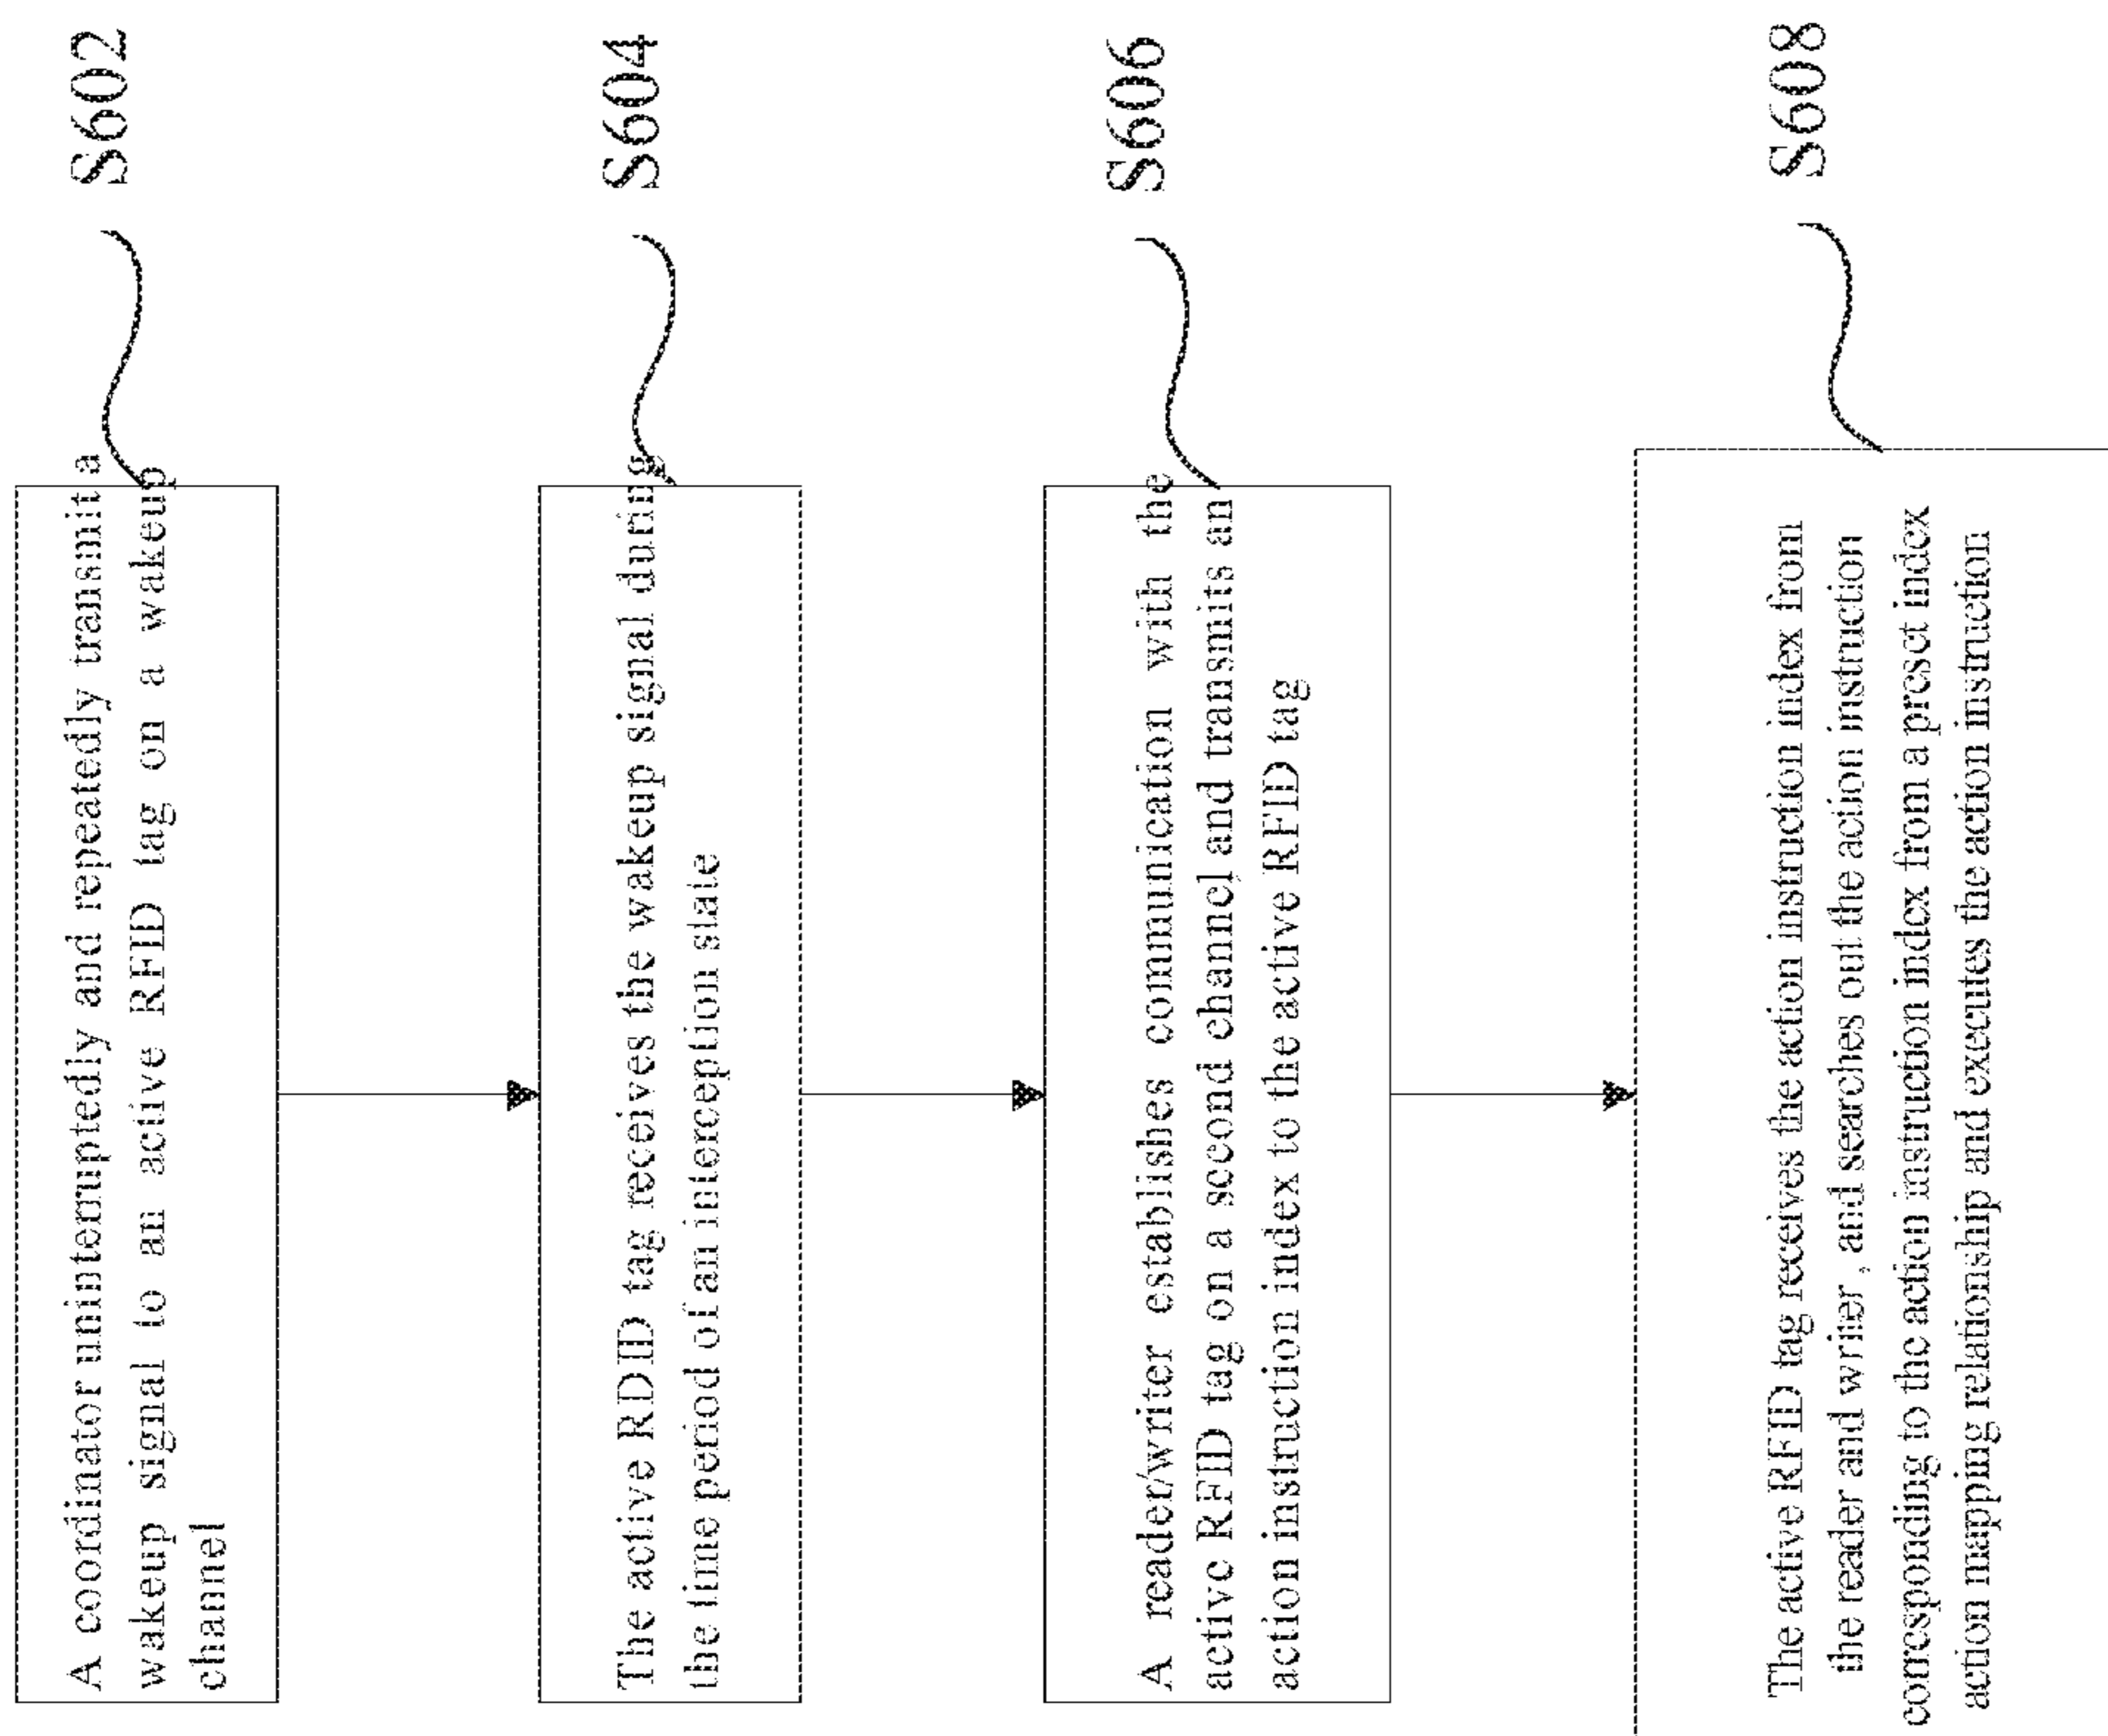 A coordinator uninterruptedly and repeatedly transmit a
wakeup signal to an active RFID tag on a wakeup
channel
S602
The active RDID tag receives the wakeup signal during
the time period of an interception state
S604
A reader/writer establishes communication with the
active RFID tag on a second channel, and transmits an
action instruction index to the active RFID tag
S606
The active RFID tag receives the action instruction index from
the reader and writer , and searches out the action instruction
corresponding to the action instruction index from a preset index
action mapping relationship and executes the action instruction
S608